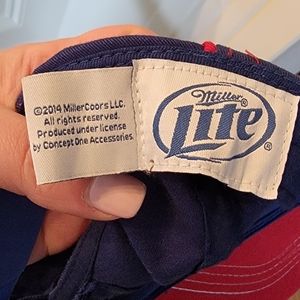 ©2014 MillerCoors LLC.
All rights reserved.
Produced under license
by Concept One Accessories.
Miller®
Lite®